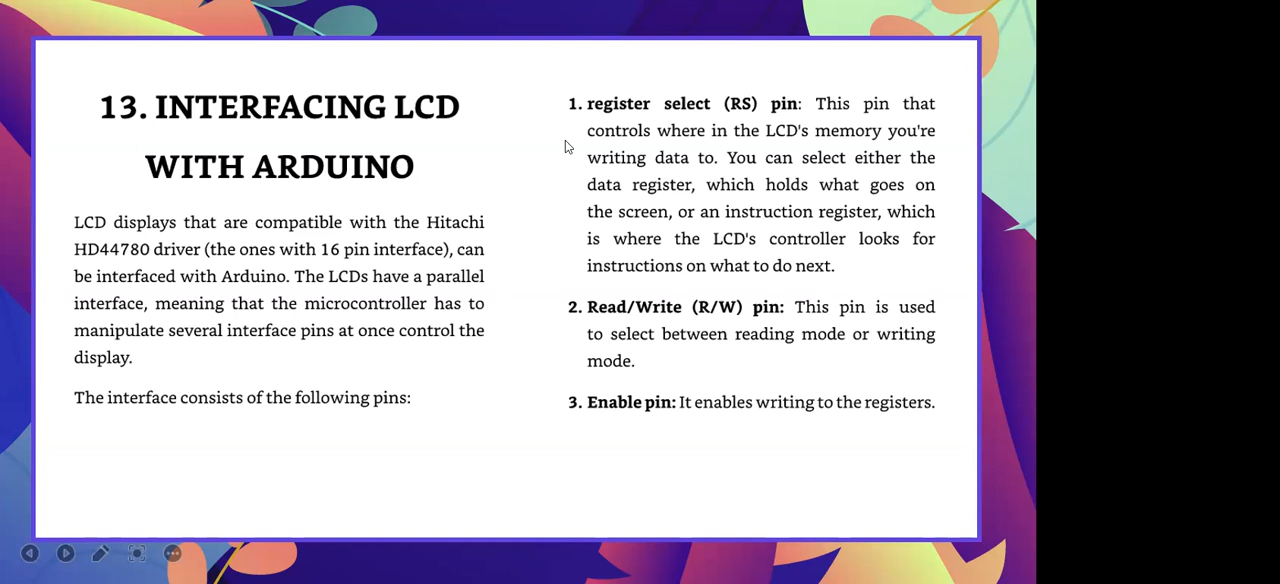 13. INTERFACING LCD
WITH ARDUINO
LCD displays that are compatible with the Hitachi
HD44780 driver (the ones with 16 pin interface), can
be interfaced with Arduino. The LCDs have a parallel
interface, meaning that the microcontroller has to
manipulate several interface pins at once control the
display.
The interface consists of the following pins:
1. register select (RS) pin: This pin that
controls where in the LCD's memory you're
writing data to. You can select either the
data register, which holds what goes on
the screen, or an instruction register, which
is where the LCD's controller looks for
instructions on what to do next.
2. Read/Write (R/W) pin: This pin is used
to select between reading mode or writing
mode.
3. Enable pin: It enables writing to the registers.